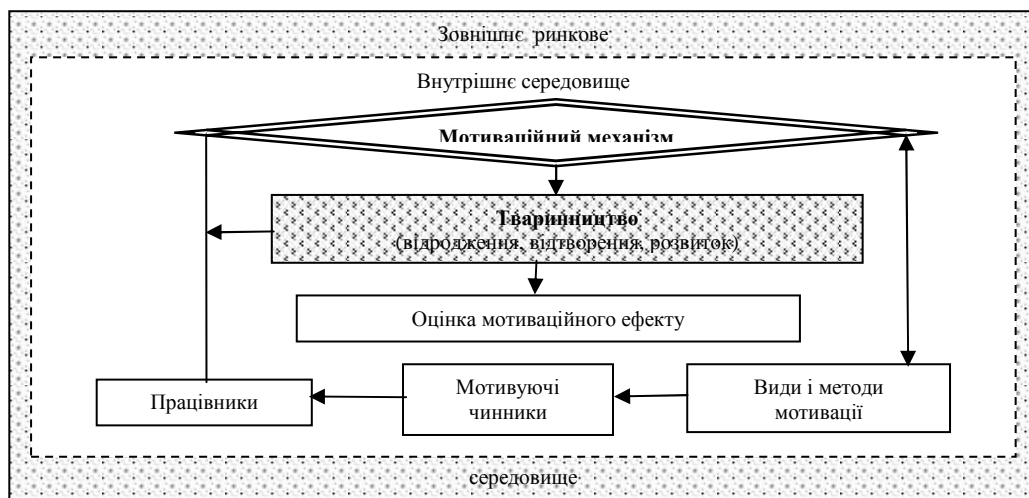 Зовнішнє ринкове
Внутрішнє середовище
Мотиваційний механізм
Тваринництво
(відродження, відтворення, розвиток)
Оцінка мотиваційного ефекту
Працівники
Мотивуючі
чинники
Види і методи
мотивації
середовище